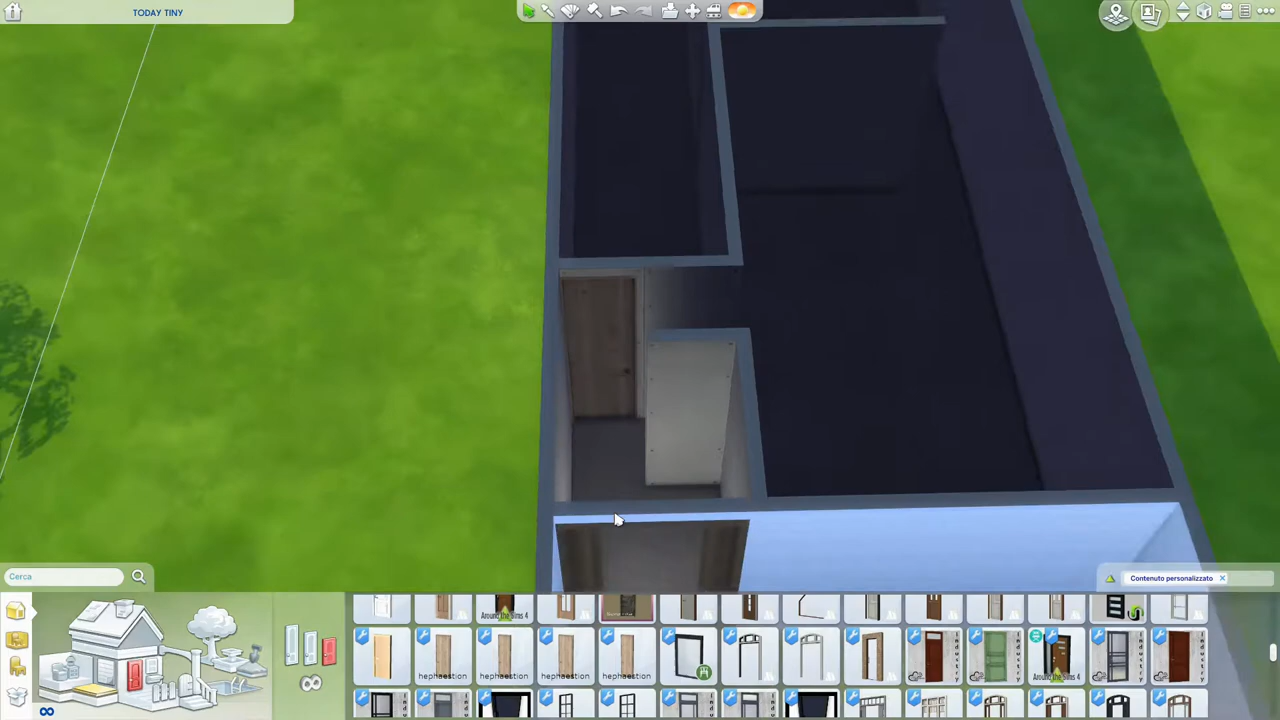 TODAY TINY
Cerca
Contenuto personalizzato
Around the Sims 4
hephaestion
hephaestion
hephaestion
hephaestion
Around the Sims 4